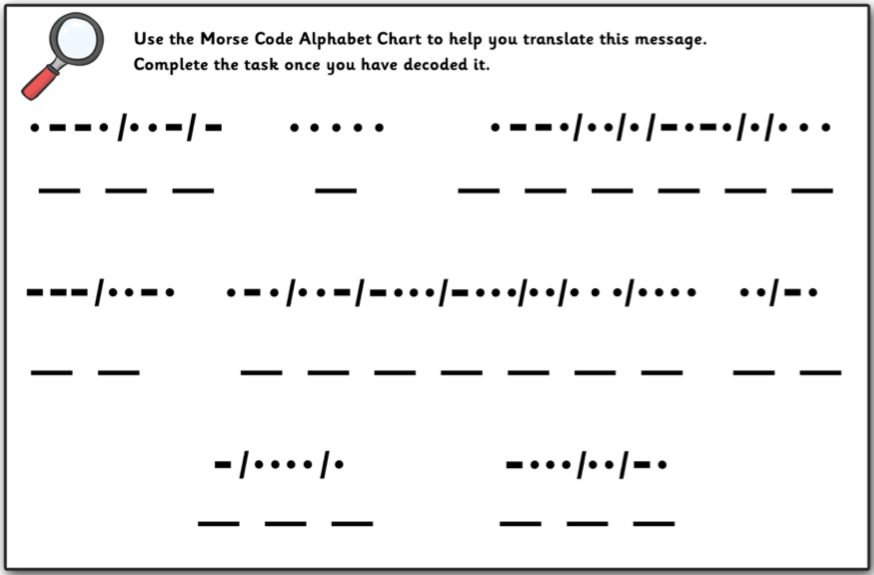 Use the Morse Code Alphabet Chart to help you translate this message.
Complete the task once you have decoded it.
•--•/••-/- ••••• •--•/••/•/-•-•/•/•••
---/••-• •-•/••-/-•••/-•••/••/•••/•••• ••/-•
-/••••/• -•••/••/-•